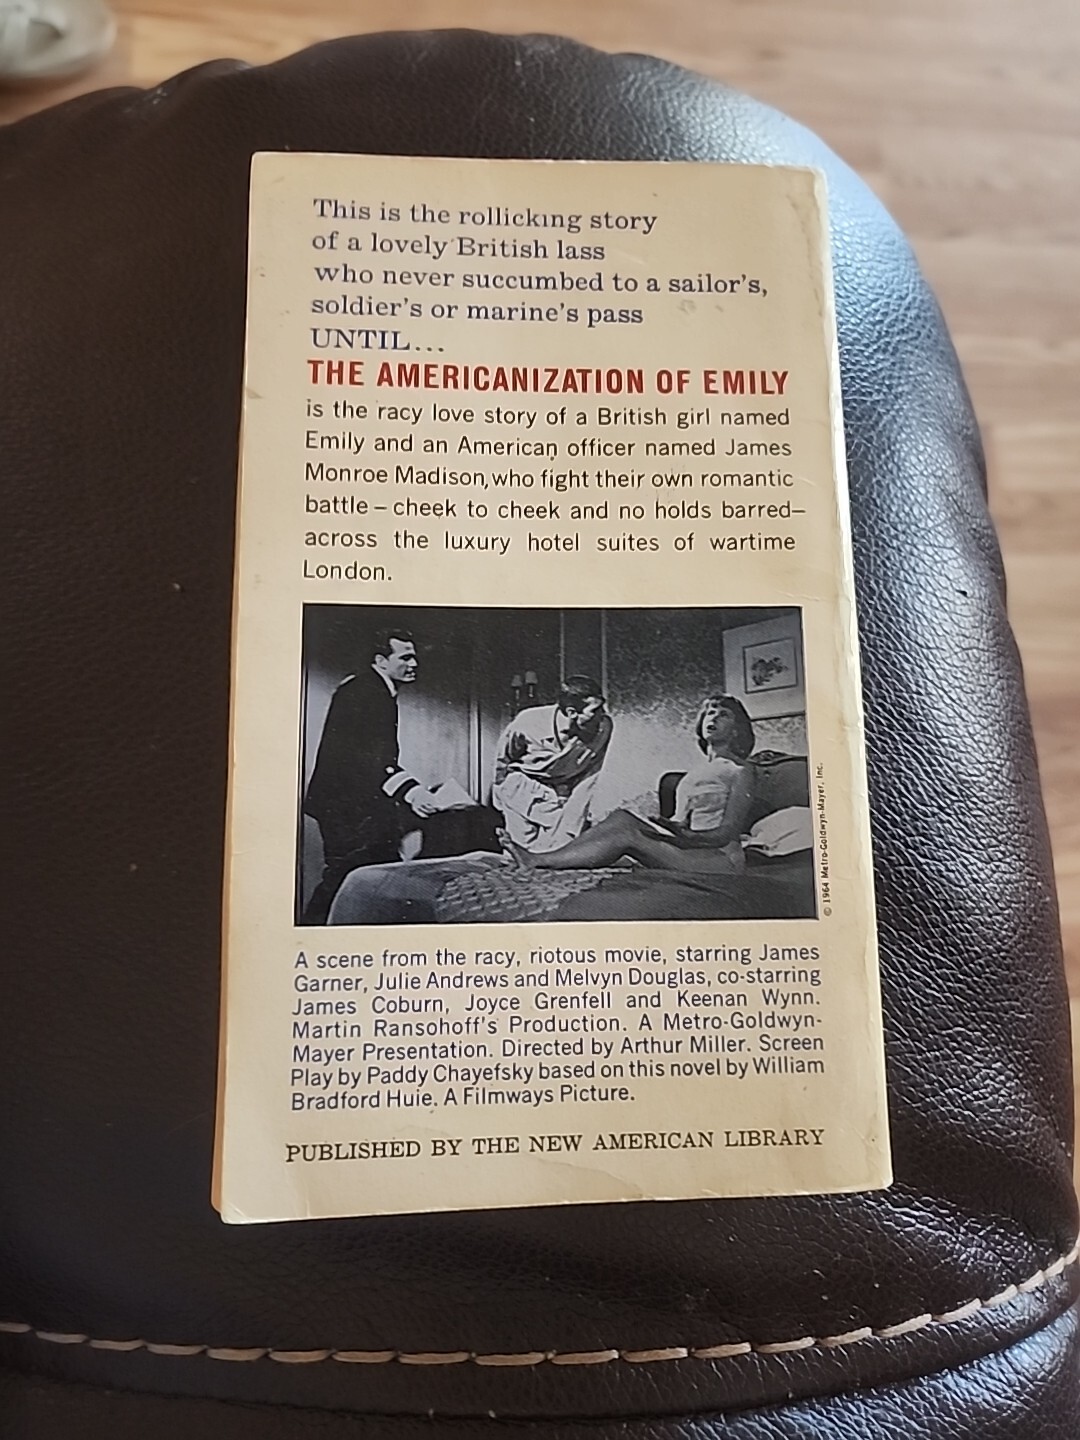 This is the rollicking story
of a lovely British lass
who never succumbed to a sailor's,
soldier's or marine's pass
UNTIL...
THE AMERICANIZATION OF EMILY
is the racy love story of a British girl named
Emily and an American officer named James
Monroe Madison, who fight their own romantic
battle – cheek to cheek and no holds barred–
across the luxury hotel suites of wartime
London.
© 1964 Metro-Goldwyn-Mayer, Inc.
A scene from the racy, riotous movie, starring James
Garner, Julie Andrews and Melvyn Douglas, co-starring
James Coburn, Joyce Grenfell and Keenan Wynn.
Martin Ransohoff's Production. A Metro-Goldwyn-
Mayer Presentation. Directed by Arthur Miller. Screen
Play by Paddy Chayefsky based on this novel by William
Bradford Huie. A Filmways Picture.
PUBLISHED BY THE NEW AMERICAN LIBRARY